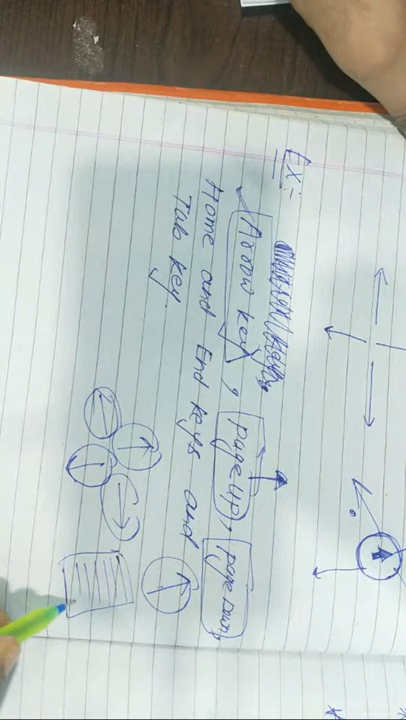 Ex:-
Arrow key, page up, page down
Home and End keys and
Tab key.